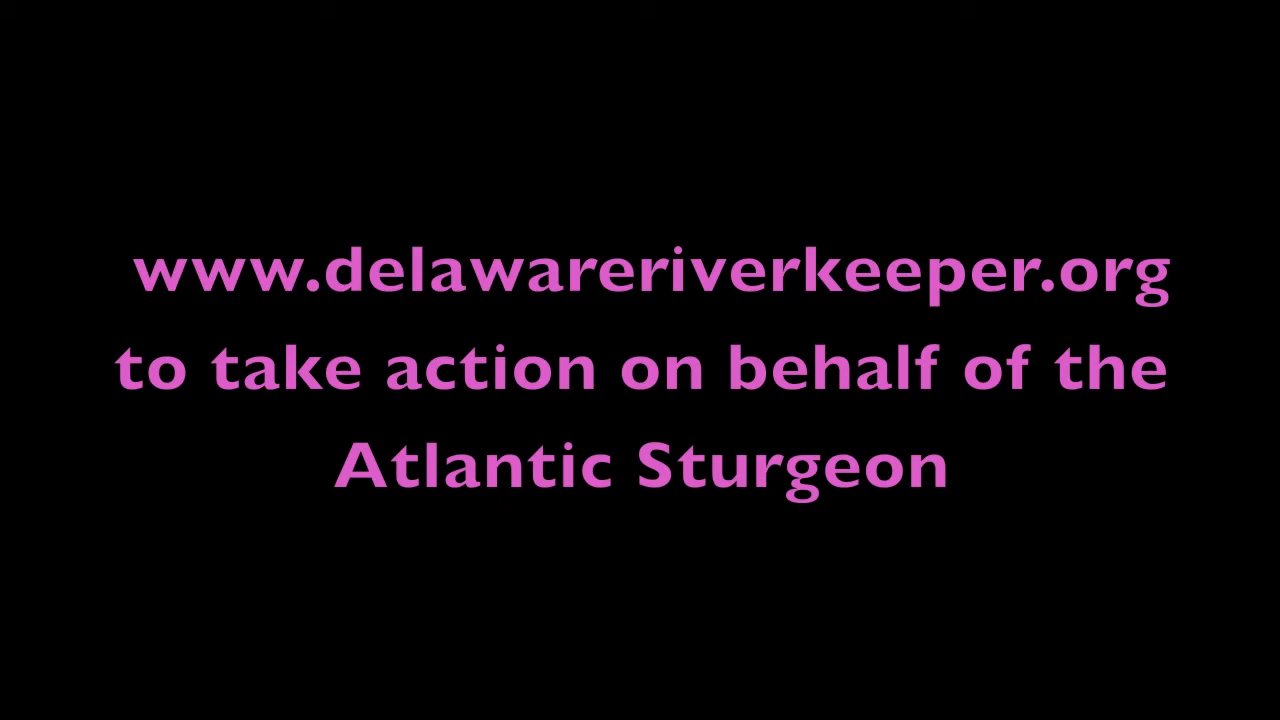 www.delawareriverkeeper.org
to take action on behalf of the
Atlantic Sturgeon